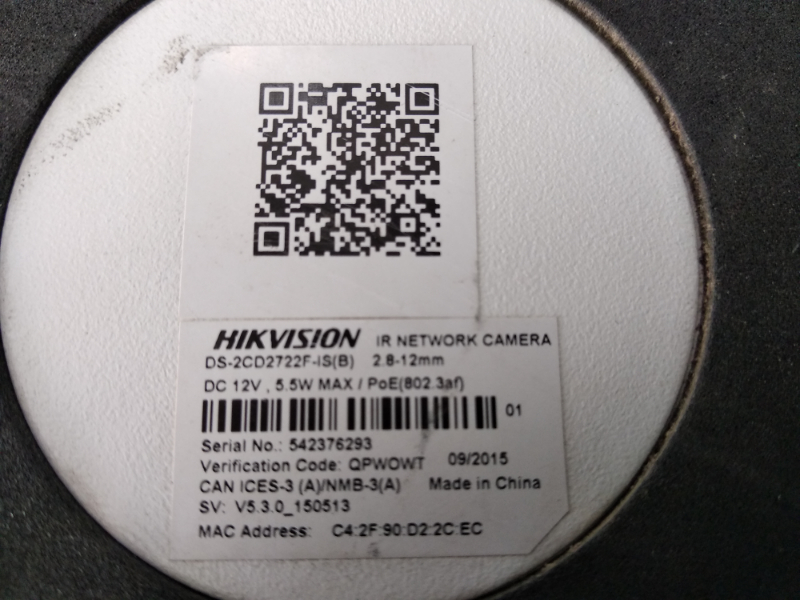 HIKVISION IR NETWORK CAMERA
DS-2CD2722F-IS(B) 2.8-12mm
DC 12V , 5.5W MAX / PoE(802.3af)
01
Serial No.: 542376293
Verification Code: QPWOWT 09/2015
CAN ICES-3 (A)/NMB-3(A) Made in China
SV: V5.3.0_150513
MAC Address: C4:2F:90:D2:2C:EC